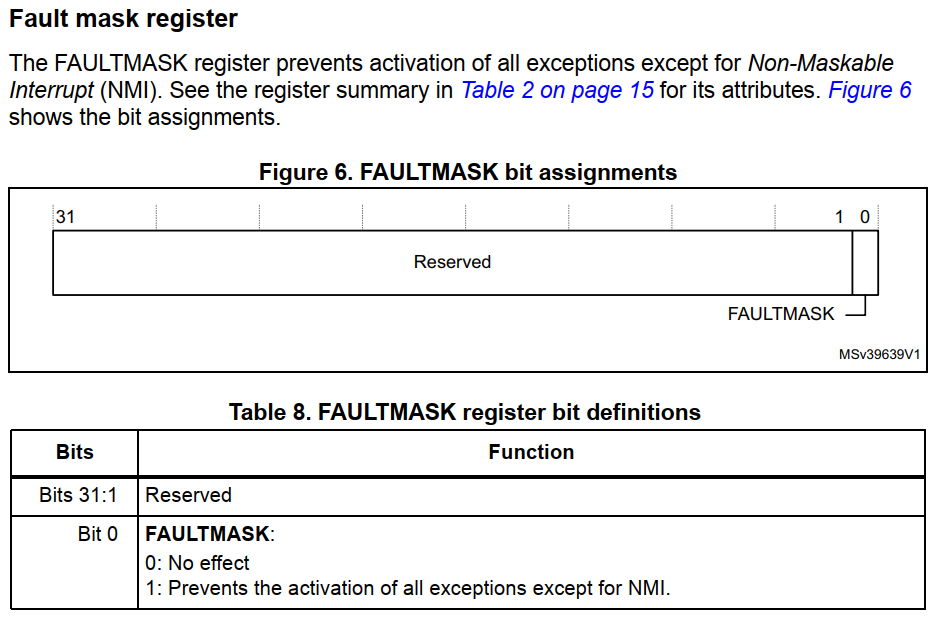 Fault mask register
The FAULTMASK register prevents activation of all exceptions except for Non-Maskable
Interrupt (NMI). See the register summary in Table 2 on page 15 for its attributes. Figure 6
shows the bit assignments.
Figure 6. FAULTMASK bit assignments
31 1 0
Reserved
FAULTMASK
MSv39639V1
Table 8. FAULTMASK register bit definitions
Bits Function
Bits 31:1 Reserved
Bit 0 FAULTMASK:
0: No effect
1: Prevents the activation of all exceptions except for NMI.